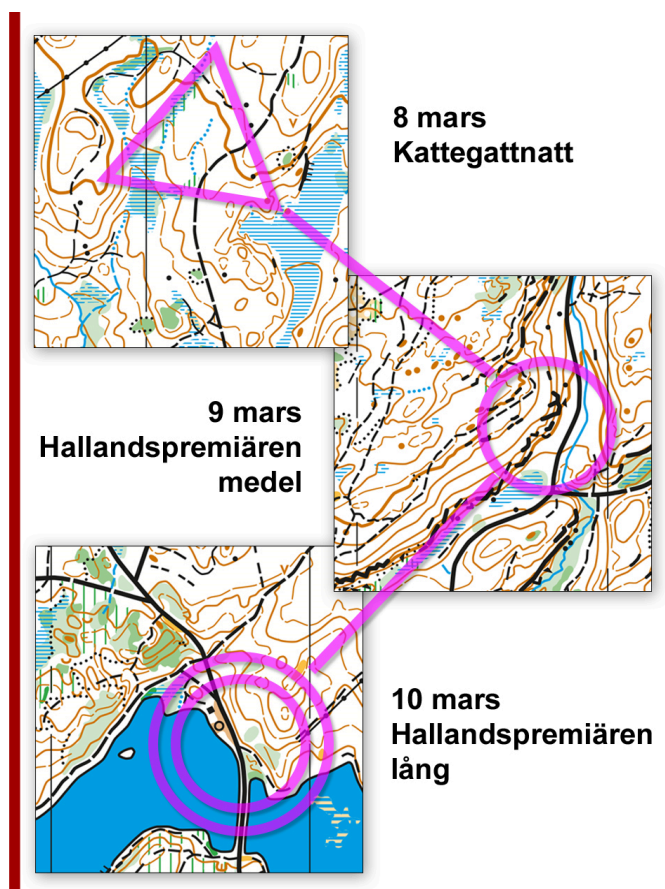 8 mars
Kattegattnatt
9 mars
Hallandspremiären
medel
10 mars
Hallandspremiären
lång